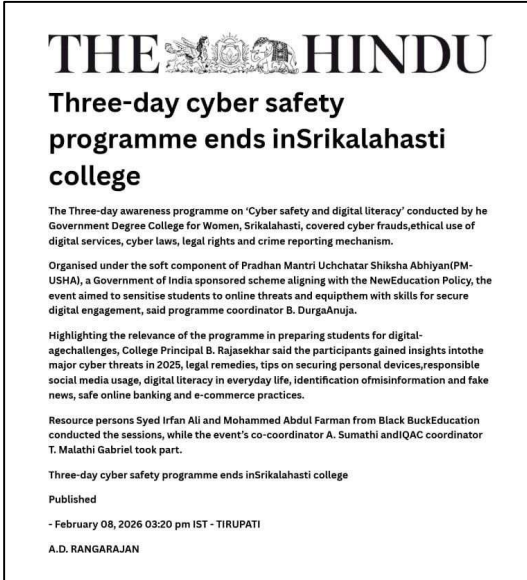 THE HINDU
Three-day cyber safety
programme ends inSrikalahasti
college
The Three-day awareness programme on ‘Cyber safety and digital literacy’ conducted by he
Government Degree College for Women, Srikalahasti, covered cyber frauds,ethical use of
digital services, cyber laws, legal rights and crime reporting mechanism.
Organised under the soft component of Pradhan Mantri Uchchatar Shiksha Abhiyan(PM-
USHA), a Government of India sponsored scheme aligning with the NewEducation Policy, the
event aimed to sensitise students to online threats and equipthem with skills for secure
digital engagement, said programme coordinator B. DurgaAnuja.
Highlighting the relevance of the programme in preparing students for digital-
agechallenges, College Principal B. Rajasekhar said the participants gained insights intothe
major cyber threats in 2025, legal remedies, tips on securing personal devices,responsible
social media usage, digital literacy in everyday life, identification ofmisinformation and fake
news, safe online banking and e-commerce practices.
Resource persons Syed Irfan Ali and Mohammed Abdul Farman from Black BuckEducation
conducted the sessions, while the event’s co-coordinator A. Sumathi andIQAC coordinator
T. Malathi Gabriel took part.
Three-day cyber safety programme ends inSrikalahasti college
Published
- February 08, 2026 03:20 pm IST - TIRUPATI
A.D. RANGARAJAN